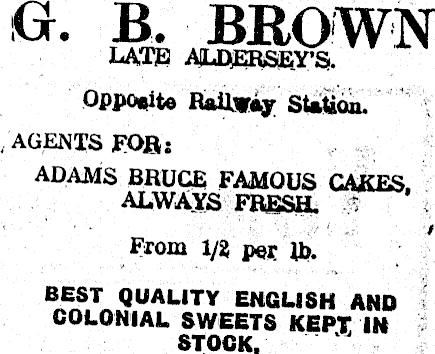 G. B. BROWN
LATE ALDERSEY'S.
Opposite Railway Station.
AGENTS FOR:
ADAMS BRUCE FAMOUS CAKES,
ALWAYS FRESH.
From 1/2 per lb.
BEST QUALITY ENGLISH AND
COLONIAL SWEETS KEPT IN
STOCK,